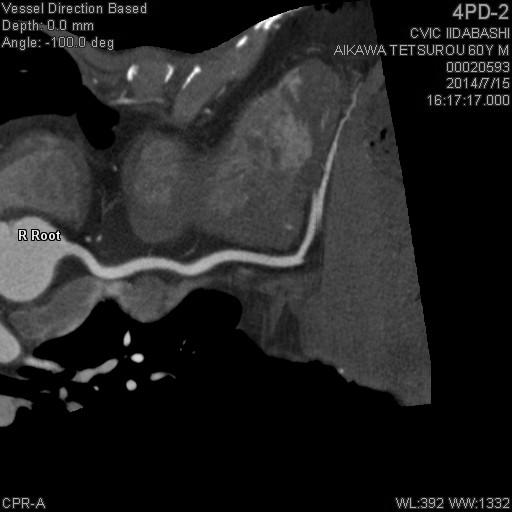 Vessel Direction Based
Depth: 0.0 mm
Angle: -100.0 deg
4PD-2
CVIC IIDABASHI
AIKAWA TETSUROU 60Y M
00020593
2014/7/15
16:17:17.000
R Root
CPR-A
WL:392 WW:1332